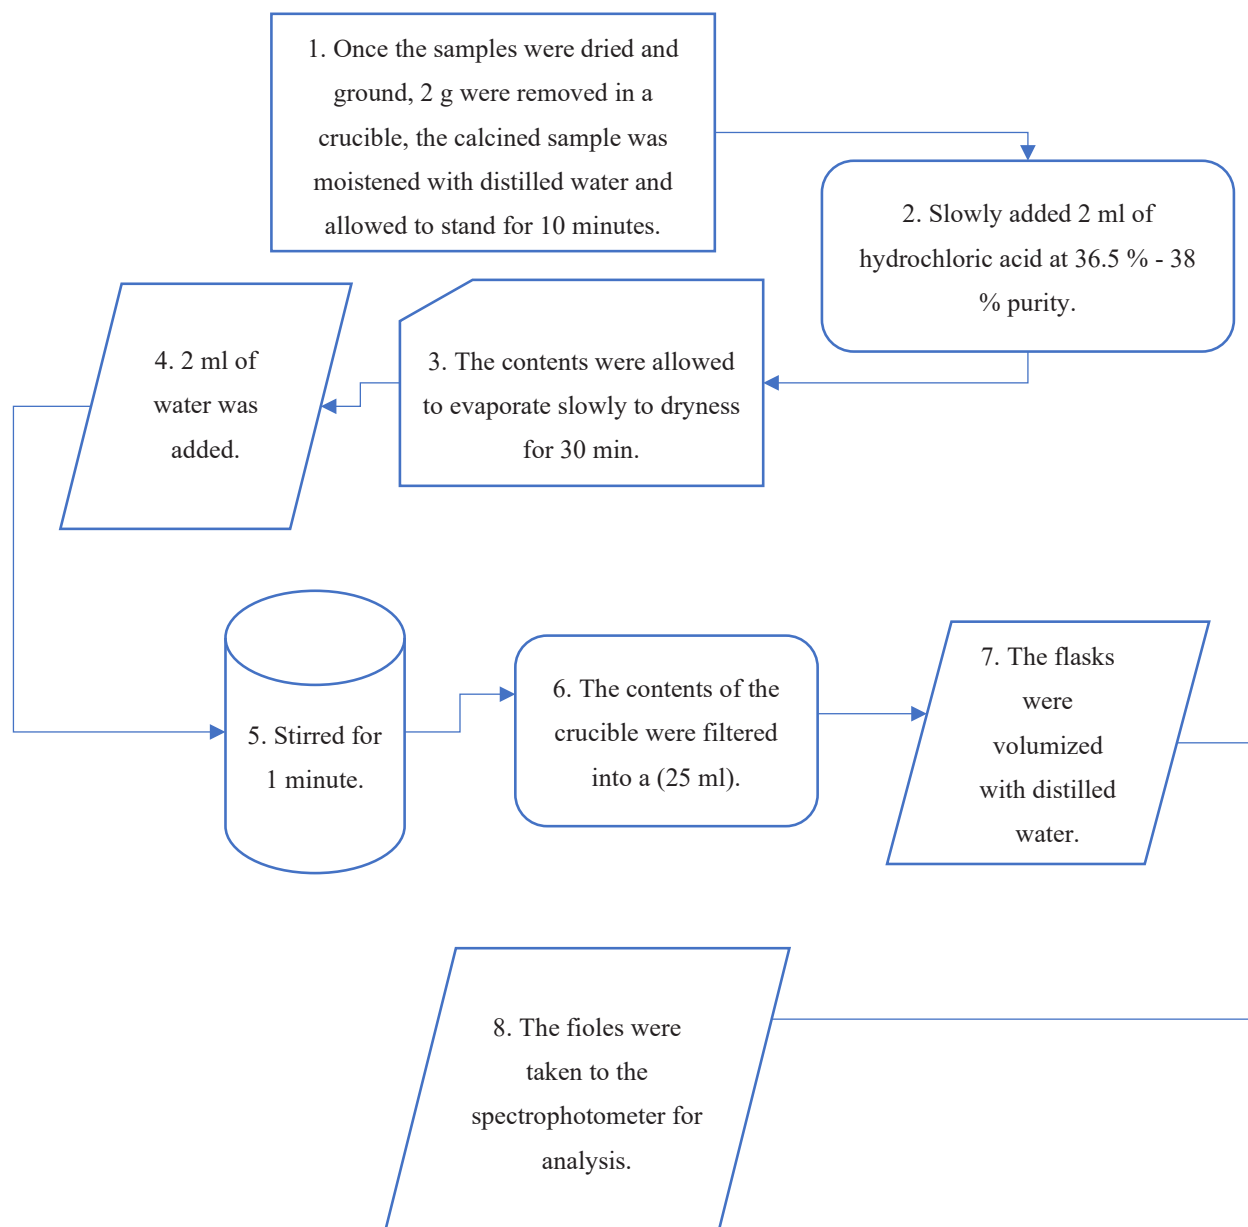 1. Once the samples were dried and
ground, 2 g were removed in a
crucible, the calcined sample was
moistened with distilled water and
allowed to stand for 10 minutes.
2. Slowly added 2 ml of
hydrochloric acid at 36.5 % - 38
% purity.
3. The contents were allowed
to evaporate slowly to dryness
for 30 min.
4. 2 ml of
water was
added.
5. Stirred for
1 minute.
6. The contents of the
crucible were filtered
into a (25 ml).
7. The flasks
were
volumized
with distilled
water.
8. The fioles were
taken to the
spectrophotometer for
analysis.